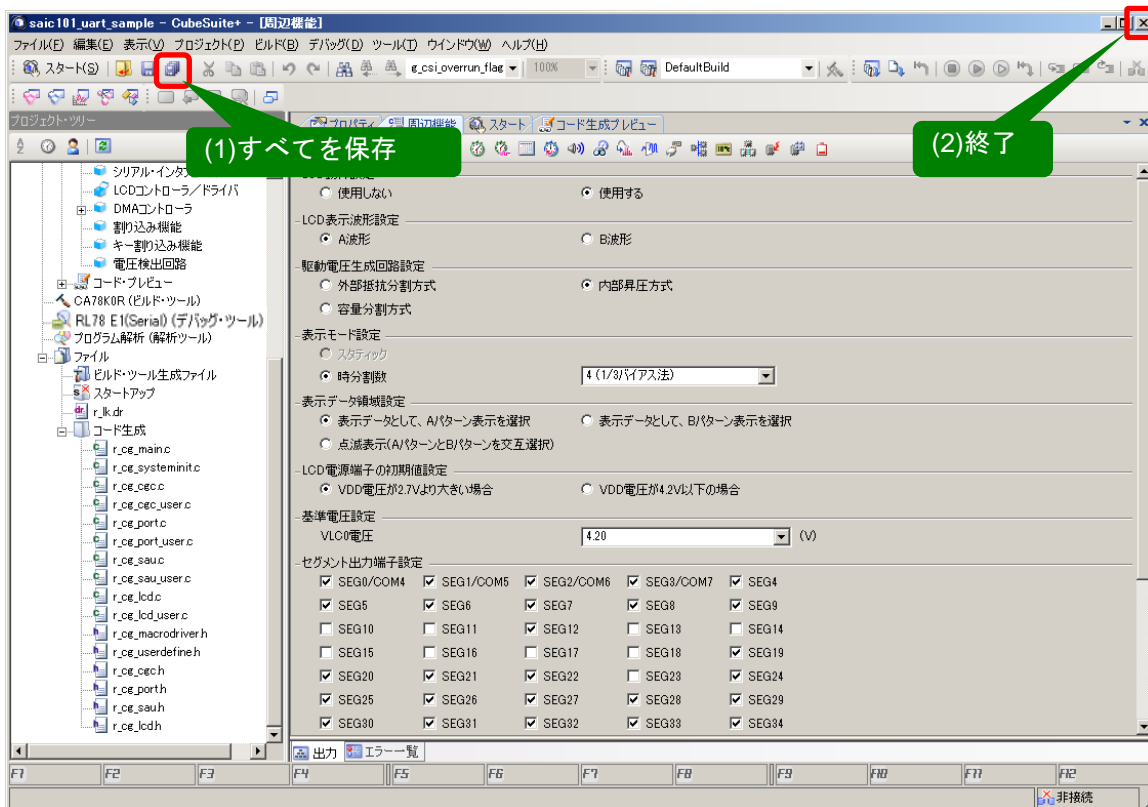 saic101_uart_sample - CubeSuite+ - [周辺機能]
ファイル(F) 編集(E) 表示(V) プロジェクト(P) ビルド(B) デバッグ(D) ツール(T) ウインドウ(W) ヘルプ(H)
スタート(S) g_csi_overrun_flag 100% DefaultBuild
プロジェクト・ツリー
プロパティ 周辺機能 スタート コード生成プレビュー
(1)すべてを保存
(2)終了
LCDコントローラ／ドライバ
DMAコントローラ
割り込み機能
キー割り込み機能
電圧検出回路
コード・プレビュー
CA78K0R (ビルド・ツール)
RL78 E1(Serial) (デバッグ・ツール)
プログラム解析 (解析ツール)
ファイル
ビルド・ツール生成ファイル
スタートアップ
r_lk.dr
コード生成
r_cg_main.c
r_cg_systeminit.c
r_cg_cgc.c
r_cg_cgc_user.c
r_cg_port.c
r_cg_port_user.c
r_cg_sau.c
r_cg_sau_user.c
r_cg_lcd.c
r_cg_lcd_user.c
r_cg_macrodriver.h
r_cg_userdefine.h
r_cg_cgc.h
r_cg_port.h
r_cg_sau.h
r_cg_lcd.h
使用しない 使用する
LCD表示波形設定
A波形 B波形
駆動電圧生成回路設定
外部抵抗分割方式 内部昇圧方式
容量分割方式
表示モード設定
スタティック
時分割数 4 (1/3バイアス法)
表示データ領域設定
表示データとして、Aパターン表示を選択 表示データとして、Bパターン表示を選択
点滅表示(AパターンとBパターンを交互選択)
LCD電源端子の初期値設定
VDD電圧が2.7Vより大きい場合 VDD電圧が4.2V以下の場合
基準電圧設定
VLC0電圧 4.20 (V)
セグメント出力端子設定
SEG0/COM4 SEG1/COM5 SEG2/COM6 SEG3/COM7 SEG4
SEG5 SEG6 SEG7 SEG8 SEG9
SEG10 SEG11 SEG12 SEG13 SEG14
SEG15 SEG16 SEG17 SEG18 SEG19
SEG20 SEG21 SEG22 SEG23 SEG24
SEG25 SEG26 SEG27 SEG28 SEG29
SEG30 SEG31 SEG32 SEG33 SEG34
出力 エラー一覧
F1 F2 F3 F4 F5 F6 F7 F8 F9 F10 F11 F12
非接続